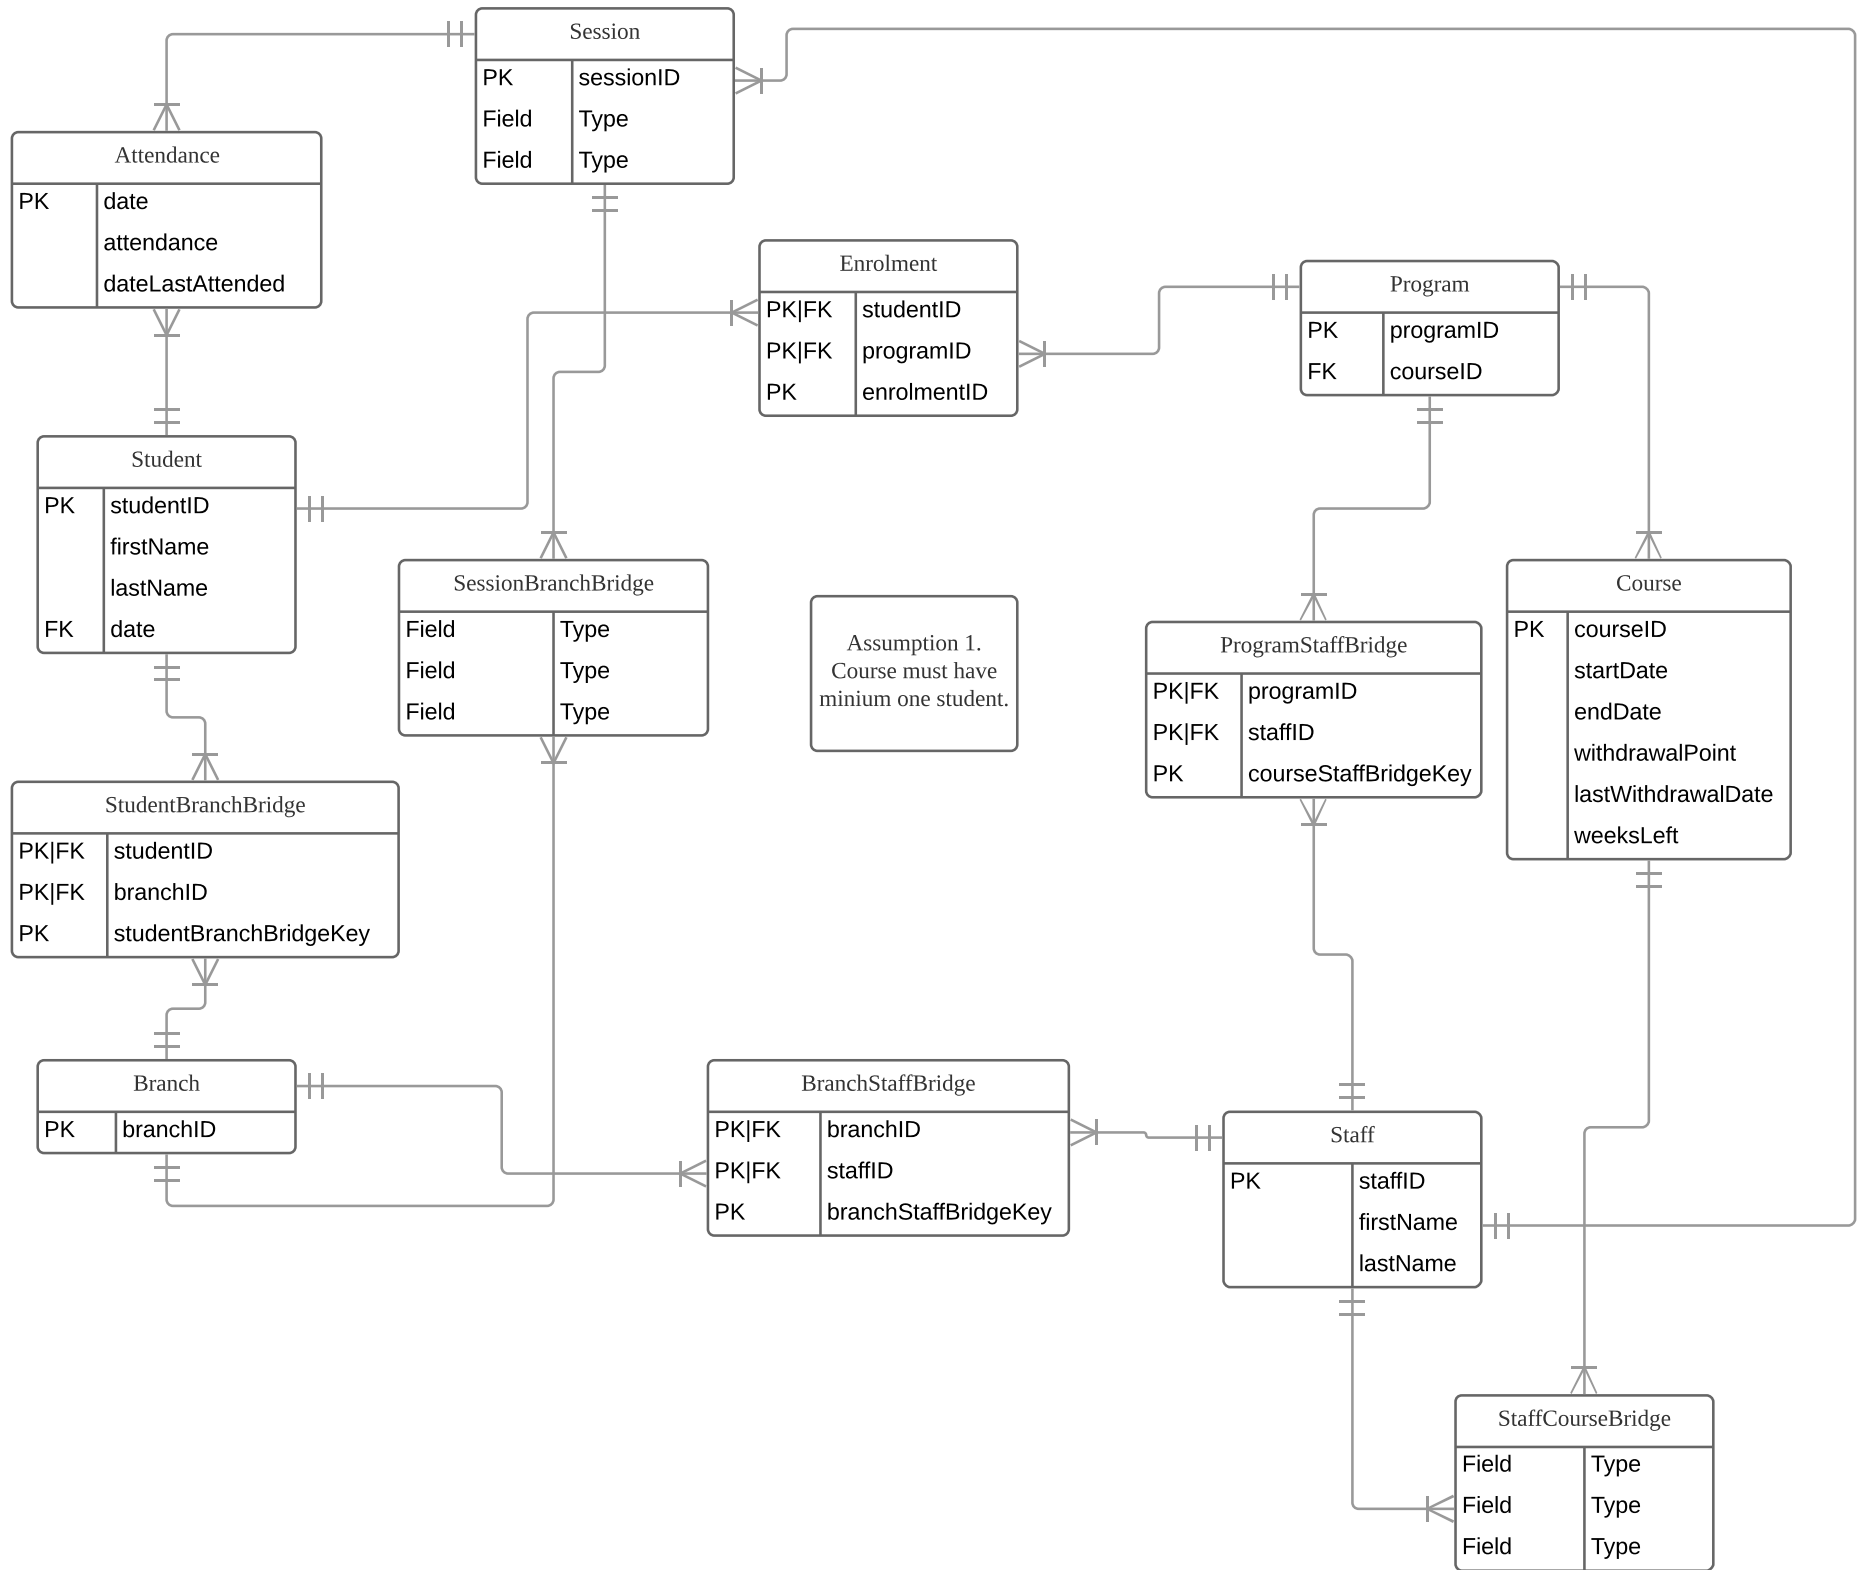 Session
PK sessionID
Field Type
Field Type
Attendance
PK date
attendance
dateLastAttended
Enrolment
PK|FK studentID
PK|FK programID
PK enrolmentID
Program
PK programID
FK courseID
Student
PK studentID
firstName
lastName
FK date
SessionBranchBridge
Field Type
Field Type
Field Type
Assumption 1.
Course must have
minium one student.
ProgramStaffBridge
PK|FK programID
PK|FK staffID
PK courseStaffBridgeKey
Course
PK courseID
startDate
endDate
withdrawalPoint
lastWithdrawalDate
weeksLeft
StudentBranchBridge
PK|FK studentID
PK|FK branchID
PK studentBranchBridgeKey
Branch
PK branchID
BranchStaffBridge
PK|FK branchID
PK|FK staffID
PK branchStaffBridgeKey
Staff
PK staffID
firstName
lastName
StaffCourseBridge
Field Type
Field Type
Field Type